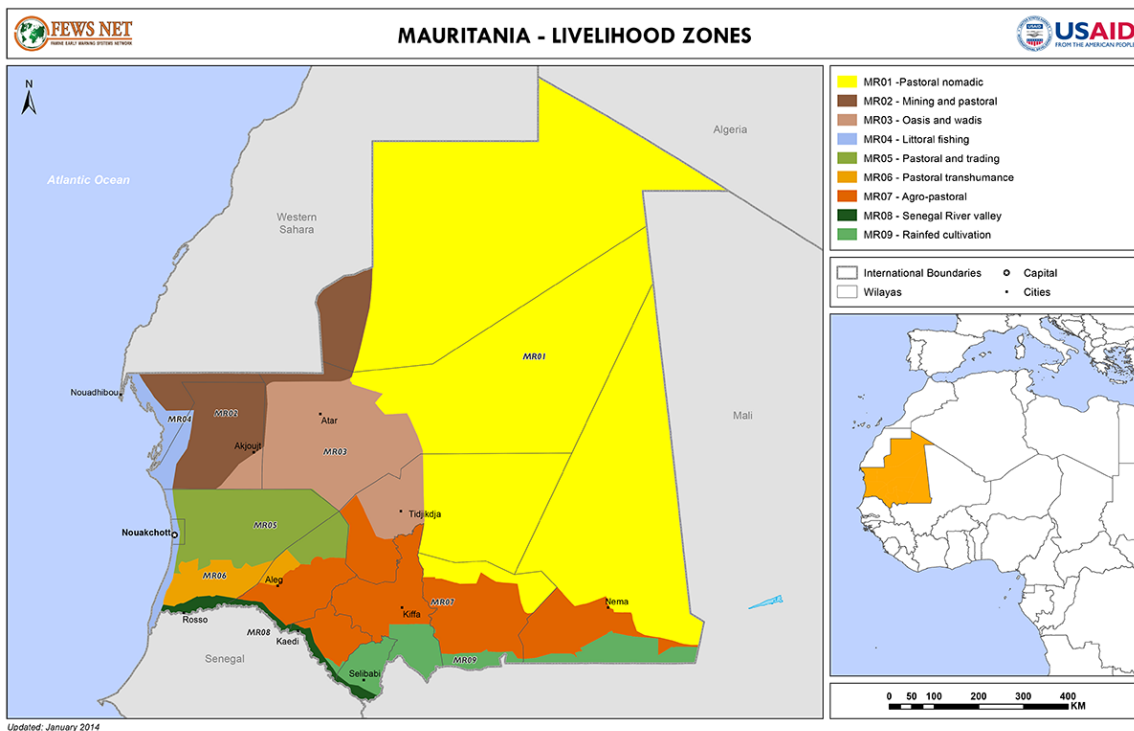 FEWS NET
FAMINE EARLY WARNING SYSTEMS NETWORK
MAURITANIA - LIVELIHOOD ZONES
USAID
FROM THE AMERICAN PEOPLE
N
Atlantic Ocean
Western
Sahara
Algeria
Mali
Senegal
MR01
Nouadhibou
MR04
MR02
Atar
Akjoujt
MR03
Tidjikdja
Nouakchott
MR05
MR06
Aleg
Rosso
MR08
Kaedi
Kiffa
MR07
Nema
MR09
Selibabi
MR01 -Pastoral nomadic
MR02 - Mining and pastoral
MR03 - Oasis and wadis
MR04 - Littoral fishing
MR05 - Pastoral and trading
MR06 - Pastoral transhumance
MR07 - Agro-pastoral
MR08 - Senegal River valley
MR09 - Rainfed cultivation
International Boundaries
Capital
Wilayas
Cities
0 50 100 200 300 400
KM
Updated: January 2014